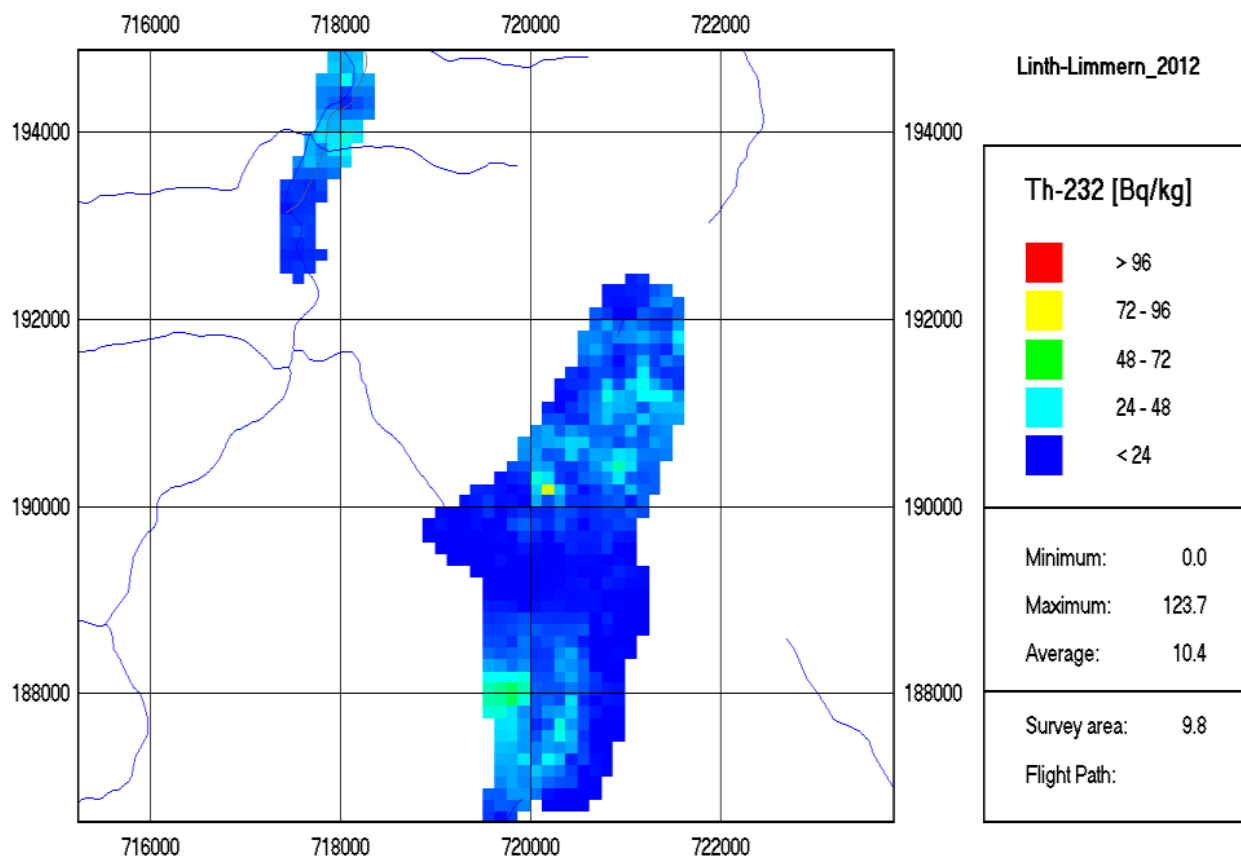 716000 718000 720000 722000
Linth-Limmern_2012
194000 194000
Th-232 [Bq/kg]
> 96
72 - 96
192000 192000
48 - 72
24 - 48
< 24
190000 190000
Minimum: 0.0
Maximum: 123.7
Average: 10.4
188000 188000
Survey area: 9.8
Flight Path:
716000 718000 720000 722000